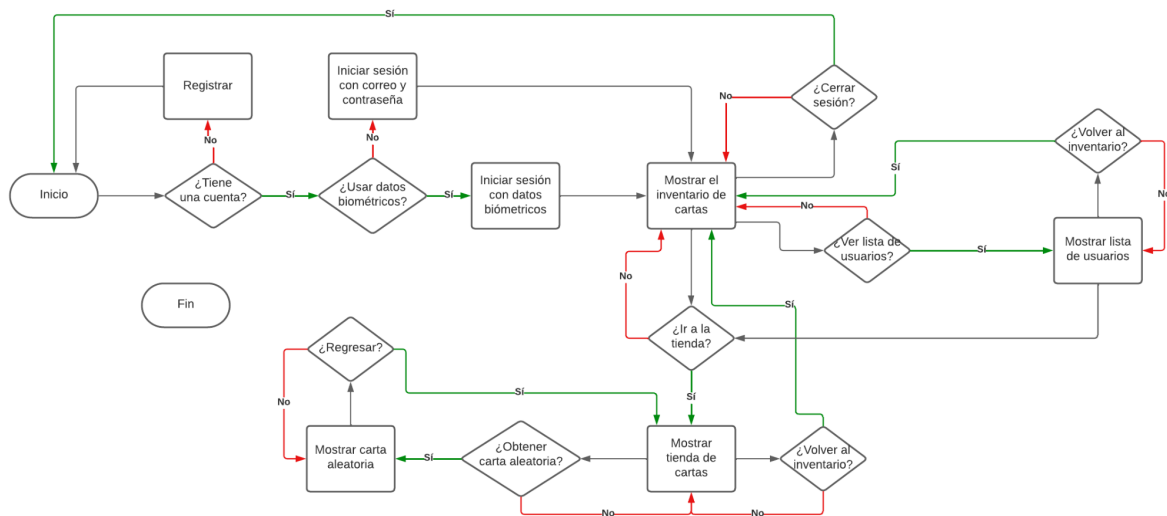 Sí
Registrar
Iniciar sesión
con correo y
contraseña
¿Cerrar
sesión?
No
¿Volver al
inventario?
No
No
Sí
Inicio
¿Tiene
una cuenta?
Sí
¿Usar datos
biométricos?
Sí
Iniciar sesión
con datos
biómetricos
Mostrar el
inventario de
cartas
No
No
¿Ver lista de
usuarios?
Sí
Mostrar lista
de usuarios
No
Fin
Sí
¿Ir a la
tienda?
¿Regresar?
Sí
Sí
No
Mostrar carta
aleatoria
Sí
¿Obtener
carta aleatoria?
Mostrar
tienda de
cartas
¿Volver al
inventario?
No
No